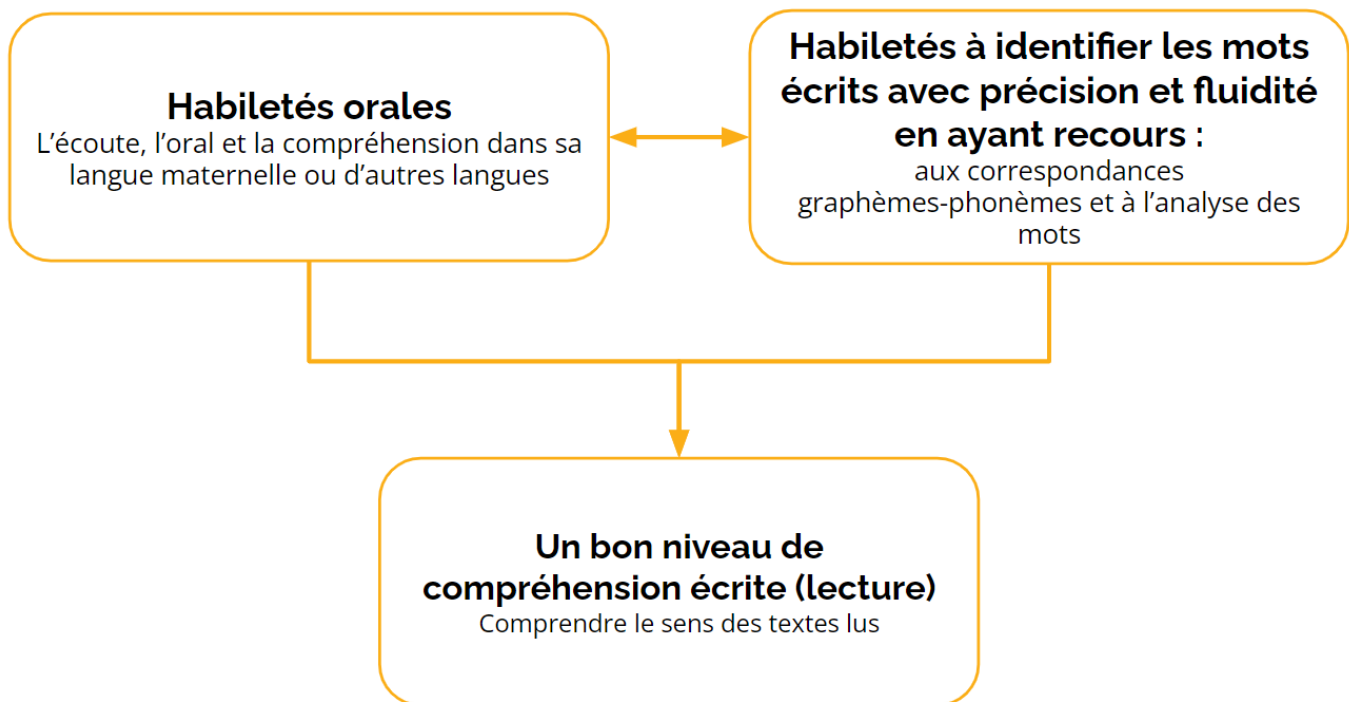 Habiletés orales
L’écoute, l’oral et la compréhension dans sa
langue maternelle ou d’autres langues
Habiletés à identifier les mots
écrits avec précision et fluidité
en ayant recours :
aux correspondances
graphèmes-phonèmes et à l’analyse des
mots
Un bon niveau de
compréhension écrite (lecture)
Comprendre le sens des textes lus